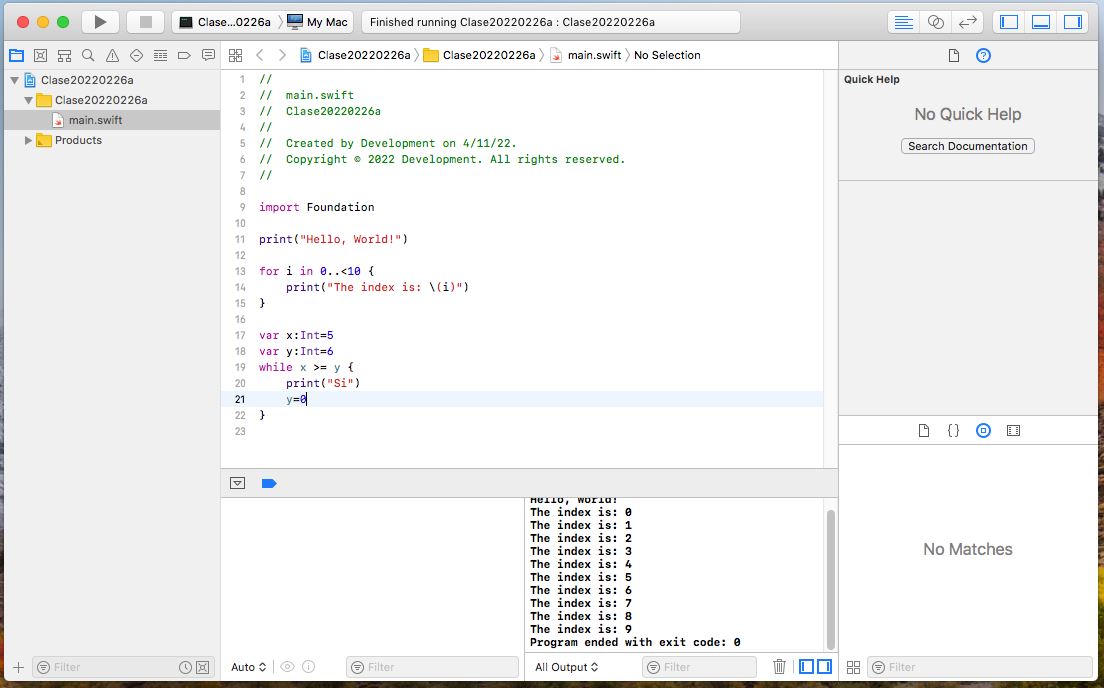 Clase...0226a
My Mac
Finished running Clase20220226a : Clase20220226a
Clase20220226a
Clase20220226a
main.swift
No Selection
Clase20220226a
Clase20220226a
main.swift
Products
1 //
2 //  main.swift
3 //  Clase20220226a
4 //
5 //  Created by Development on 4/11/22.
6 //  Copyright © 2022 Development. All rights reserved.
7 //
8
9 import Foundation
10
11 print("Hello, World!")
12
13 for i in 0..<10 {
14     print("The index is: \(i)")
15 }
16
17 var x:Int=5
18 var y:Int=6
19 while x >= y {
20     print("Si")
21     y=0
22 }
23
Quick Help
No Quick Help
Search Documentation
{}
No Matches
Hello, World!
The index is: 0
The index is: 1
The index is: 2
The index is: 3
The index is: 4
The index is: 5
The index is: 6
The index is: 7
The index is: 8
The index is: 9
Program ended with exit code: 0
Filter
Auto
Filter
All Output
Filter
Filter